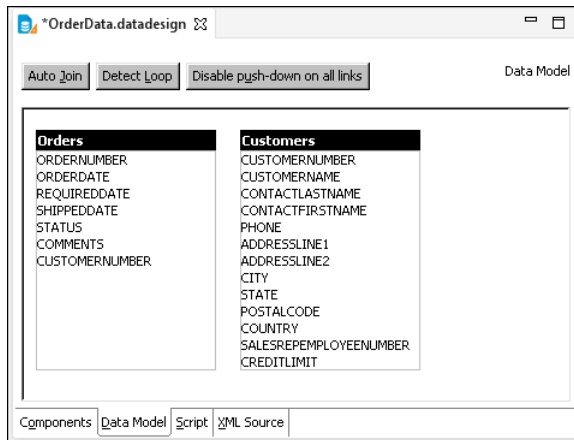 *OrderData.datadesign
Auto Join Detect Loop Disable push-down on all links Data Model
Orders
ORDERNUMBER
ORDERDATE
REQUIREDDATE
SHIPPEDDATE
STATUS
COMMENTS
CUSTOMERNUMBER
Customers
CUSTOMERNUMBER
CUSTOMERNAME
CONTACTLASTNAME
CONTACTFIRSTNAME
PHONE
ADDRESSLINE1
ADDRESSLINE2
CITY
STATE
POSTALCODE
COUNTRY
SALESREPEMPLOYEENUMBER
CREDITLIMIT
Components Data Model Script XML Source